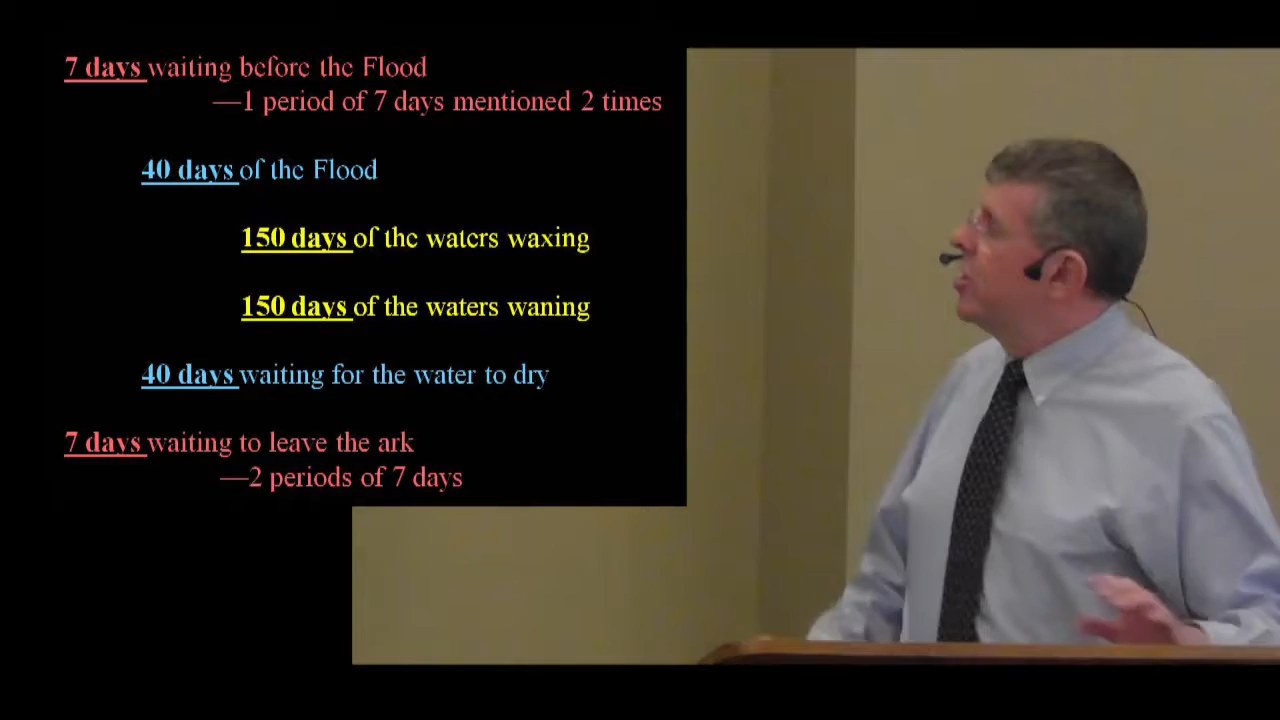 7 days waiting before the Flood
—1 period of 7 days mentioned 2 times
40 days of the Flood
150 days of the waters waxing
150 days of the waters waning
40 days waiting for the water to dry
7 days waiting to leave the ark
—2 periods of 7 days